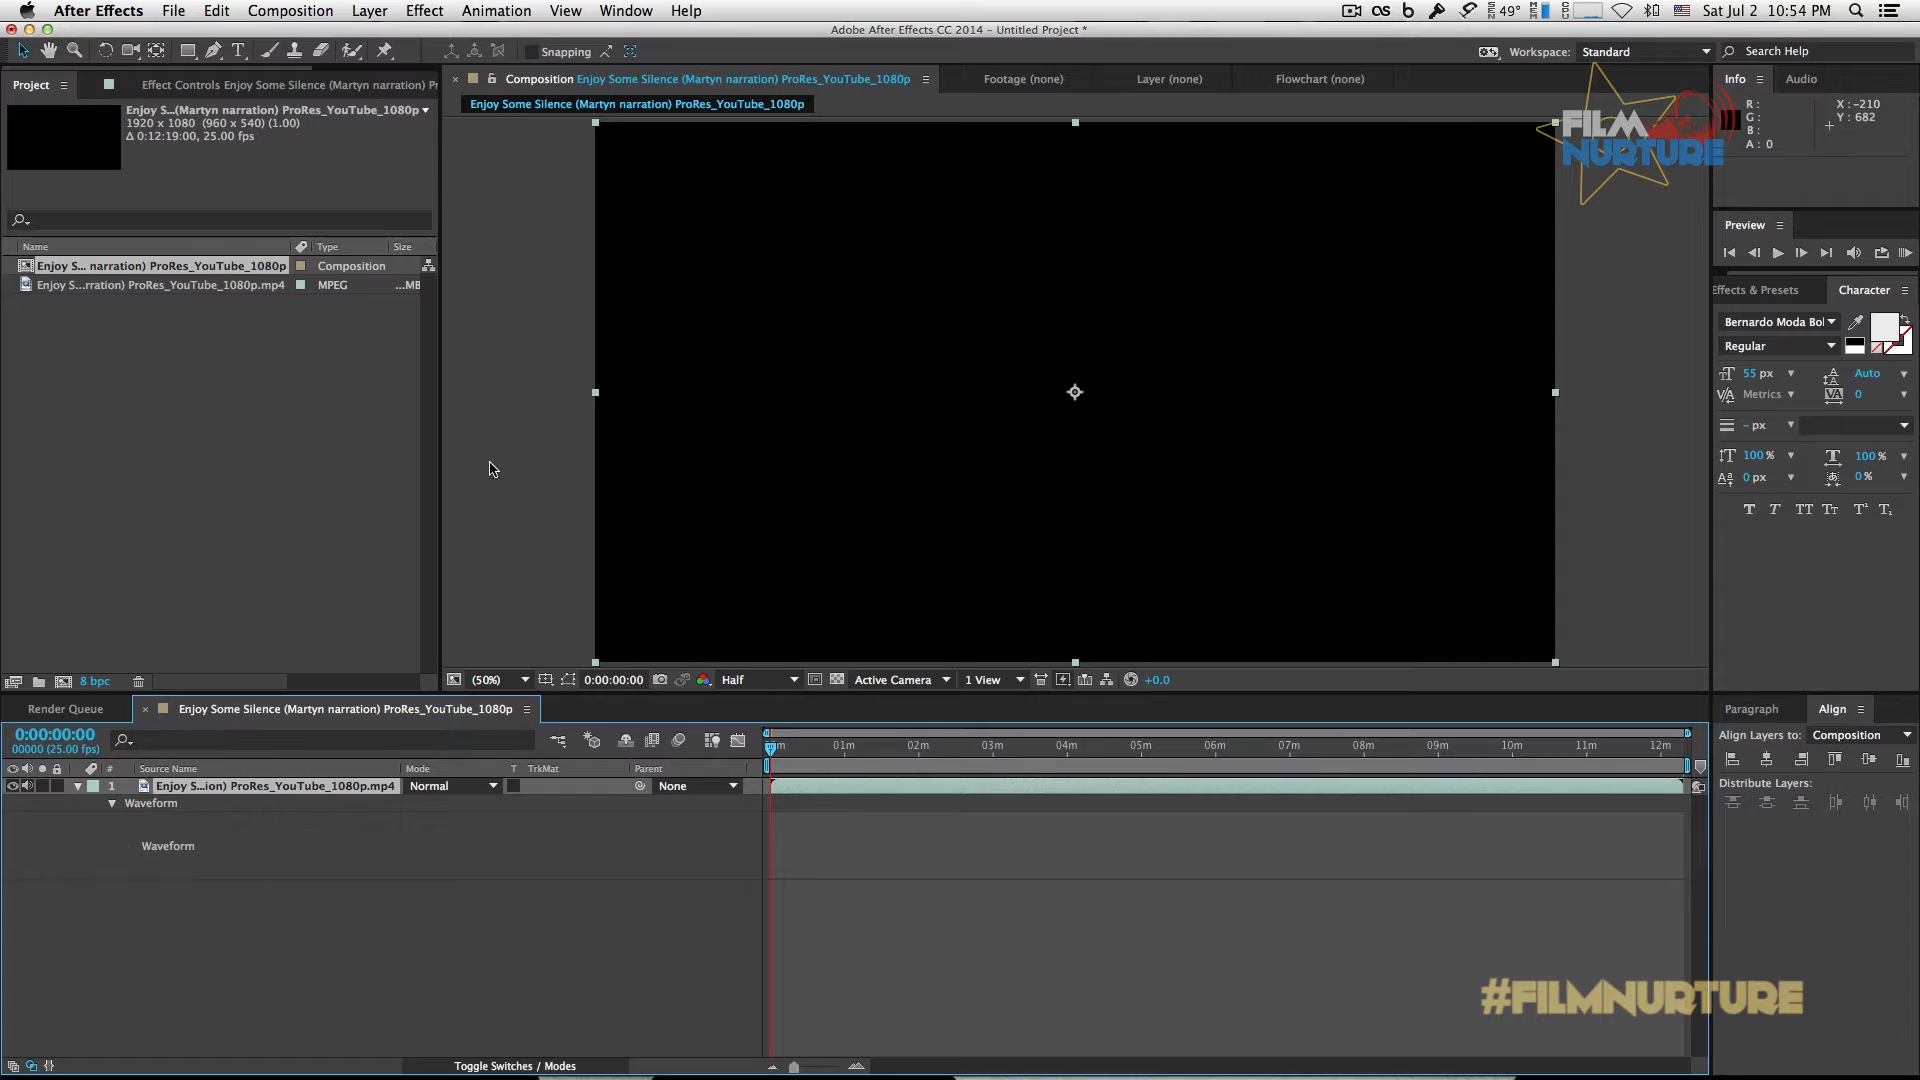 After Effects File Edit Composition Layer Effect Animation View Window Help Sat Jul 2 10:54 PM
Adobe After Effects CC 2014 - Untitled Project *
Snapping Workspace: Standard Search Help
Project Effect Controls Enjoy Some Silence (Martyn narration) Pr
Composition Enjoy Some Silence (Martyn narration) ProRes_YouTube_1080p Footage (none) Layer (none) Flowchart (none)
Info Audio
Enjoy Some Silence (Martyn narration) ProRes_YouTube_1080p
Enjoy S...(Martyn narration) ProRes_YouTube_1080p
1920 x 1080 (960 x 540) (1.00)
Δ 0:12:19:00, 25.00 fps
R :
G :
B :
A : 0
X : -210
Y : 682
FILM
NURTURE
Preview
Name Type Size
Enjoy S... narration) ProRes_YouTube_1080p Composition
Enjoy S...rration) ProRes_YouTube_1080p.mp4 MPEG ...MB
Effects & Presets Character
Bernardo Moda Bol
Regular
55 px Auto
Metrics 0
- px
100 % 100 %
0 px 0 %
T T TT Tt T¹ T₁
8 bpc
(50%) 0:00:00:00 Half Active Camera 1 View +0.0
Render Queue Enjoy Some Silence (Martyn narration) ProRes_YouTube_1080p
Paragraph Align
0:00:00:00
00000 (25.00 fps)
01m 02m 03m 04m 05m 06m 07m 08m 09m 10m 11m 12m
Align Layers to: Composition
# Source Name Mode T TrkMat Parent
1 Enjoy S...ion) ProRes_YouTube_1080p.mp4 Normal None
Distribute Layers:
Waveform
Waveform
#FILMNURTURE
Toggle Switches / Modes